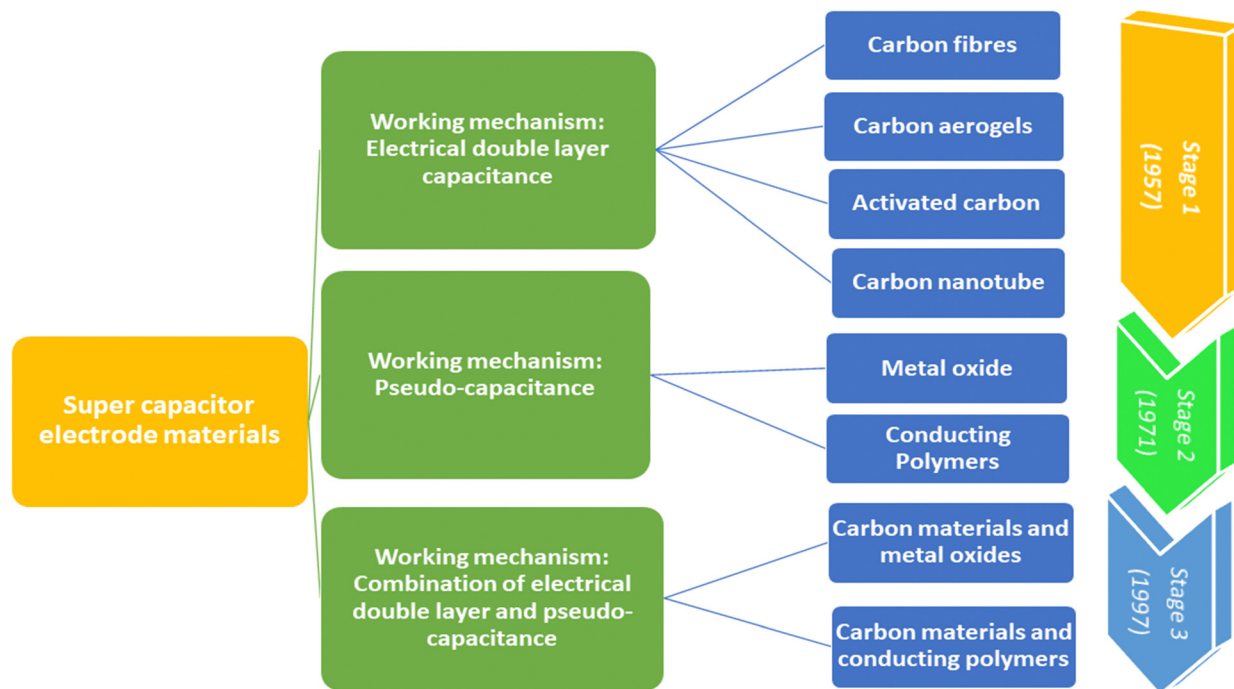 Super capacitor
electrode materials
Working mechanism:
Electrical double layer
capacitance
Carbon fibres
Carbon aerogels
Activated carbon
Carbon nanotube
Working mechanism:
Pseudo-capacitance
Metal oxide
Conducting
Polymers
Working mechanism:
Combination of electrical
double layer and pseudo-
capacitance
Carbon materials and
metal oxides
Carbon materials and
conducting polymers
Stage 1
(1957)
Stage 2
(1971)
Stage 3
(1997)